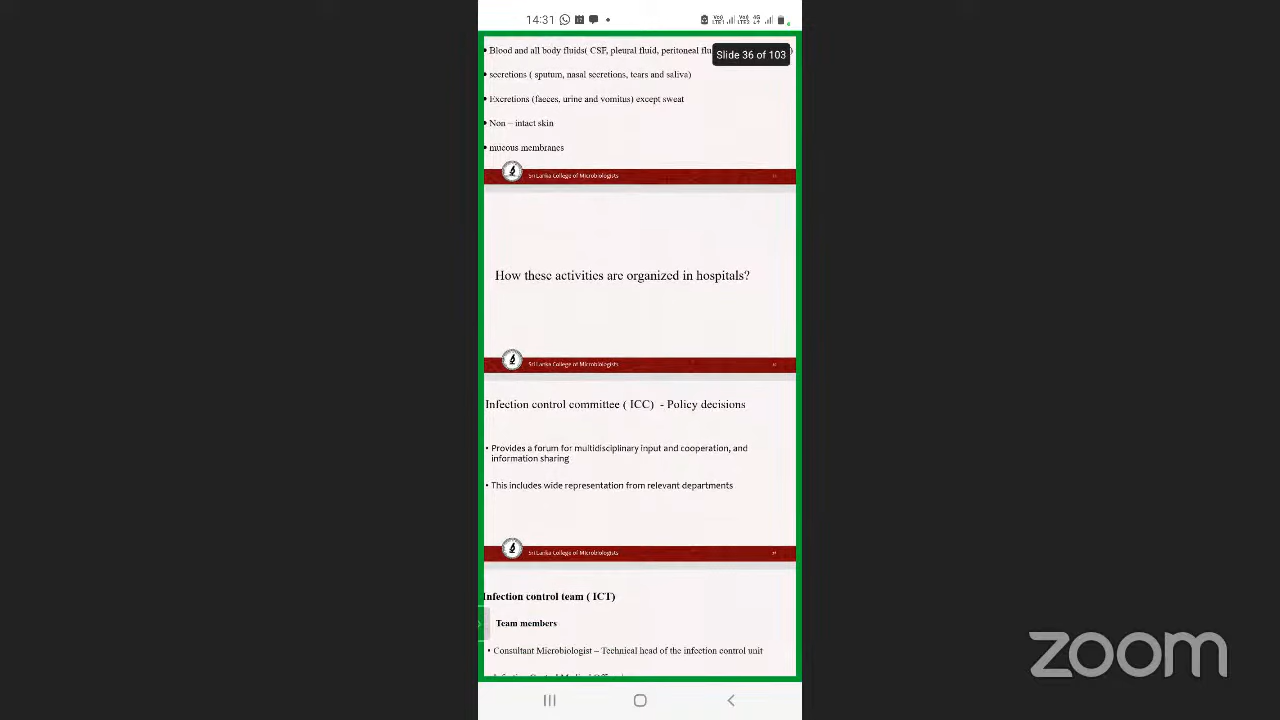 14:31
Slide 36 of 103
• Blood and all body fluids( CSF, pleural fluid, peritoneal
• secretions ( sputum, nasal secretions, tears and saliva)
• Excretions (faeces, urine and vomitus) except sweat
• Non – intact skin
• mucous membranes
Sri Lanka College of Microbiologists
How these activities are organized in hospitals?
Sri Lanka College of Microbiologists
Infection control committee ( ICC) - Policy decisions
• Provides a forum for multidisciplinary input and cooperation, and
information sharing
• This includes wide representation from relevant departments
Sri Lanka College of Microbiologists
Infection control team ( ICT)
Team members
• Consultant Microbiologist – Technical head of the infection control unit
zoom